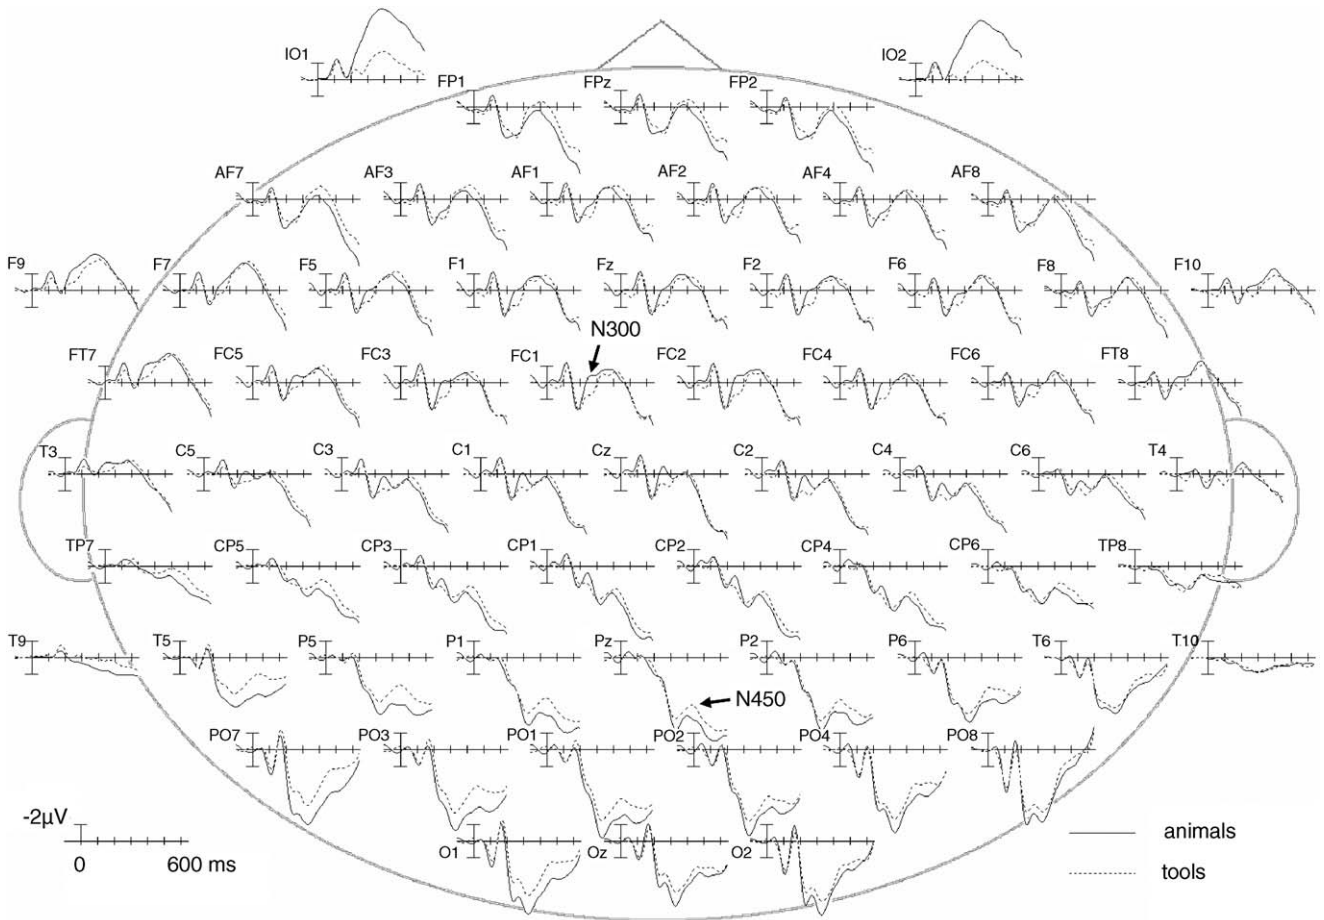 IO1 IO2
FP1 FPz FP2
AF7 AF3 AF1 AF2 AF4 AF8
F9 F7 F5 F1 Fz F2 F6 F8 F10
N300
FT7 FC5 FC3 FC1 FC2 FC4 FC6 FT8
T3 C5 C3 C1 Cz C2 C4 C6 T4
TP7 CP5 CP3 CP1 CP2 CP4 CP6 TP8
T9 T5 P5 P1 Pz P2 P6 T6 T10
N450
PO7 PO3 PO1 PO2 PO4 PO8
-2μV
O1 Oz O2
0 600 ms
animals
tools